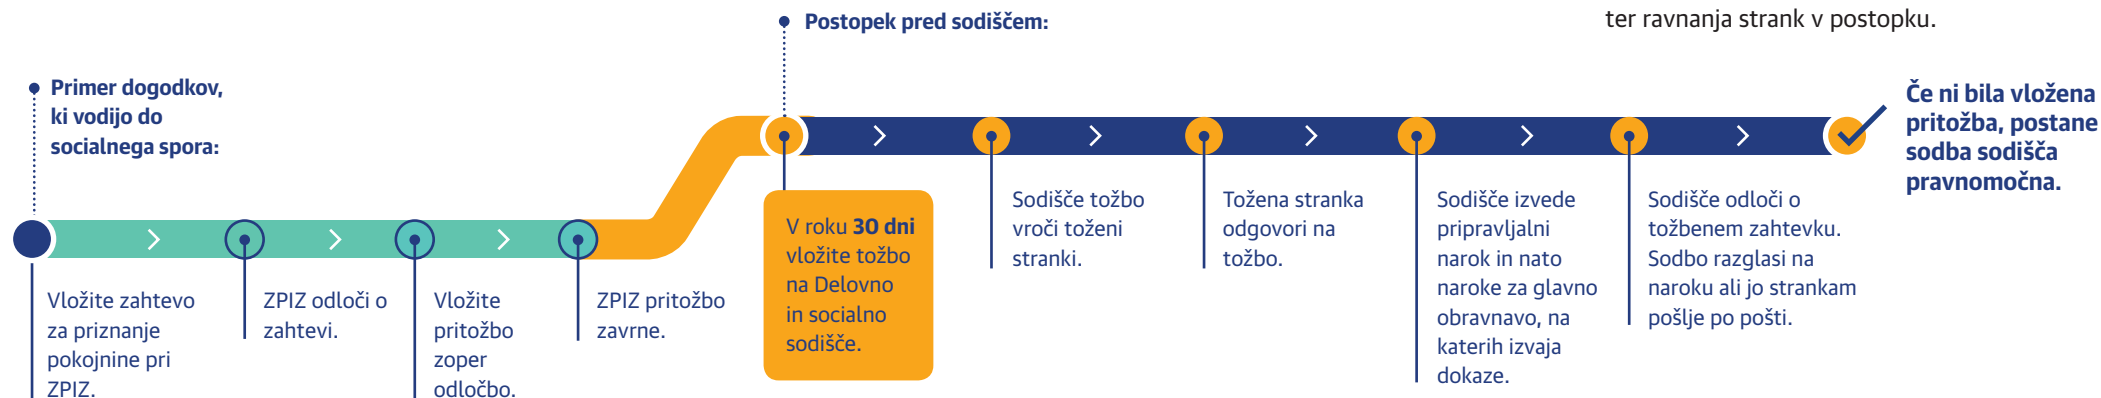 ter ravnanja strank v postopku.
Primer dogodkov,
ki vodijo do
socialnega spora:
Vložite zahtevo
za priznanje
pokojnine pri
ZPIZ.
ZPIZ odloči o
zahtevi.
Vložite
pritožbo
zoper
odločbo.
ZPIZ pritožbo
zavrne.
Postopek pred sodiščem:
V roku 30 dni
vložite tožbo
na Delovno
in socialno
sodišče.
Sodišče tožbo
vroči toženi
stranki.
Tožena stranka
odgovori na
tožbo.
Sodišče izvede
pripravljalni
narok in nato
naroke za glavno
obravnavo, na
katerih izvaja
dokaze.
Sodišče odloči o
tožbenem zahtevku.
Sodbo razglasi na
naroku ali jo strankam
pošlje po pošti.
Če ni bila vložena
pritožba, postane
sodba sodišča
pravnomočna.